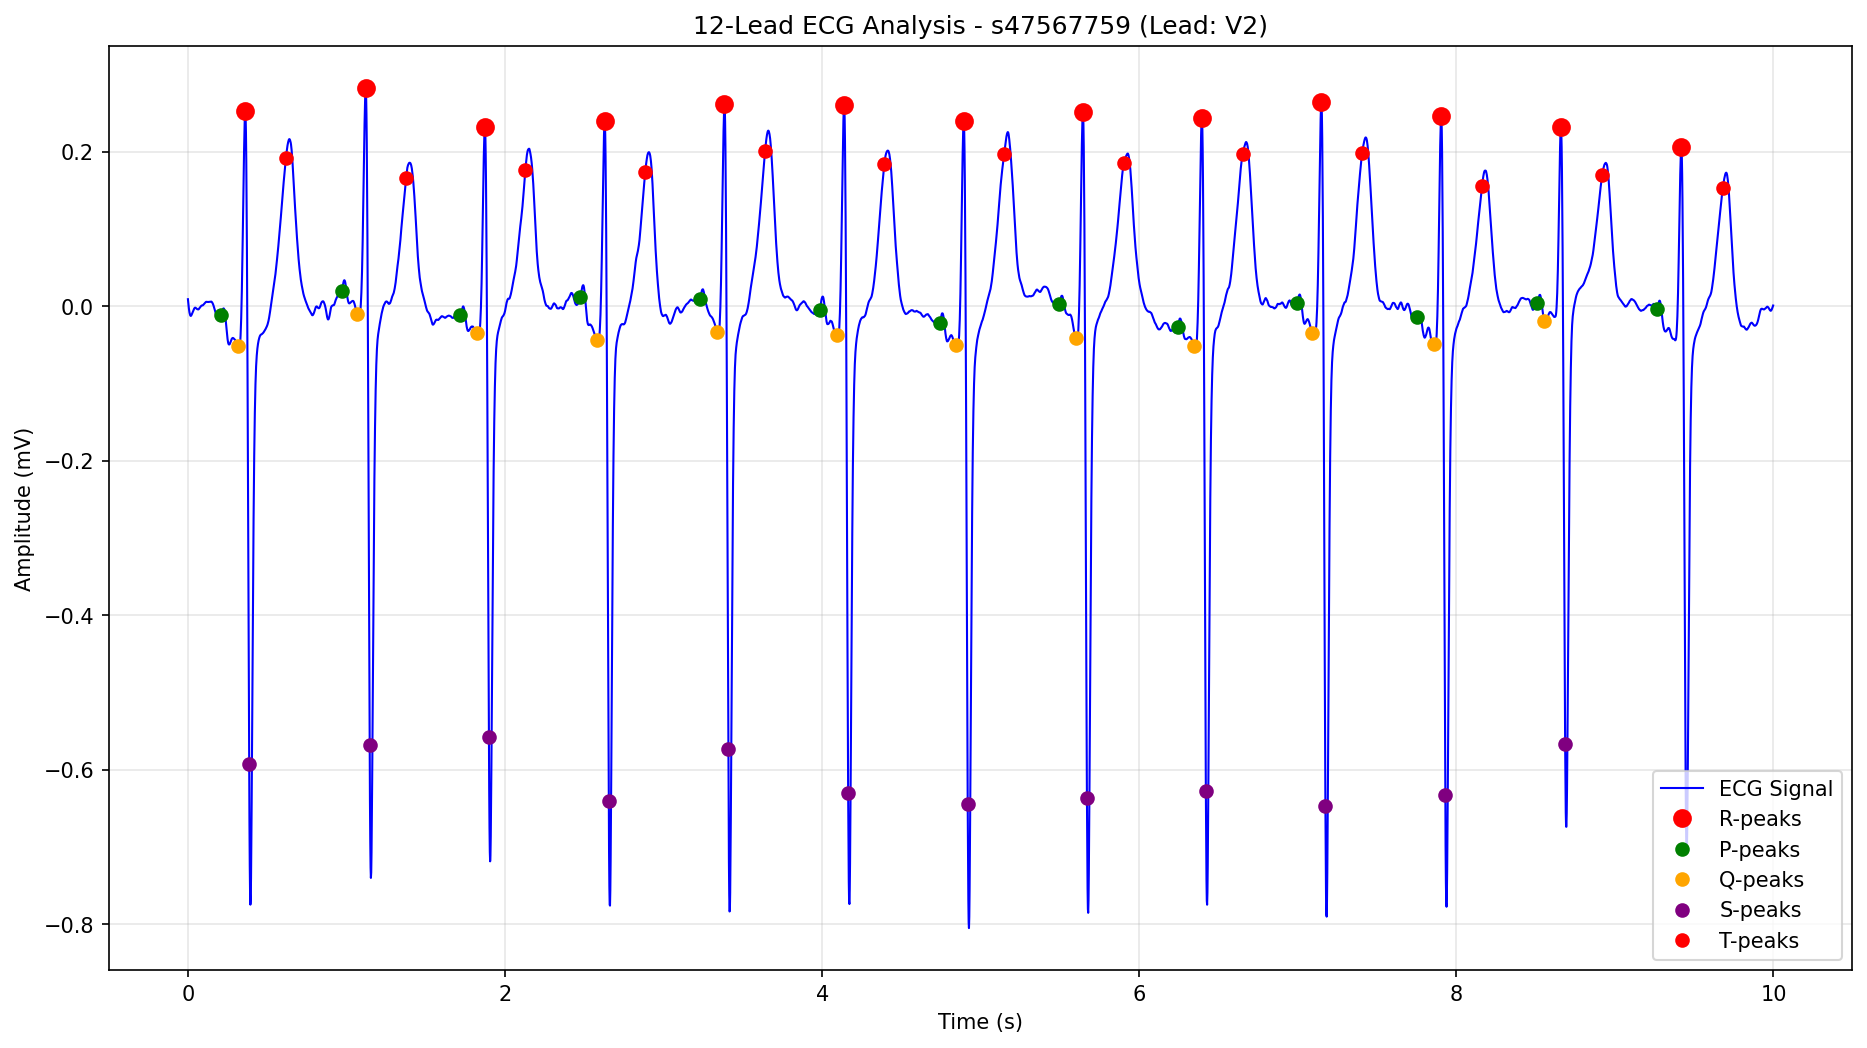 12-Lead ECG Analysis - s47567759 (Lead: V2)
Amplitude (mV)
0.2
0.0
−0.2
−0.4
−0.6
−0.8
0
2
4
6
8
10
Time (s)
ECG Signal
R-peaks
P-peaks
Q-peaks
S-peaks
T-peaks